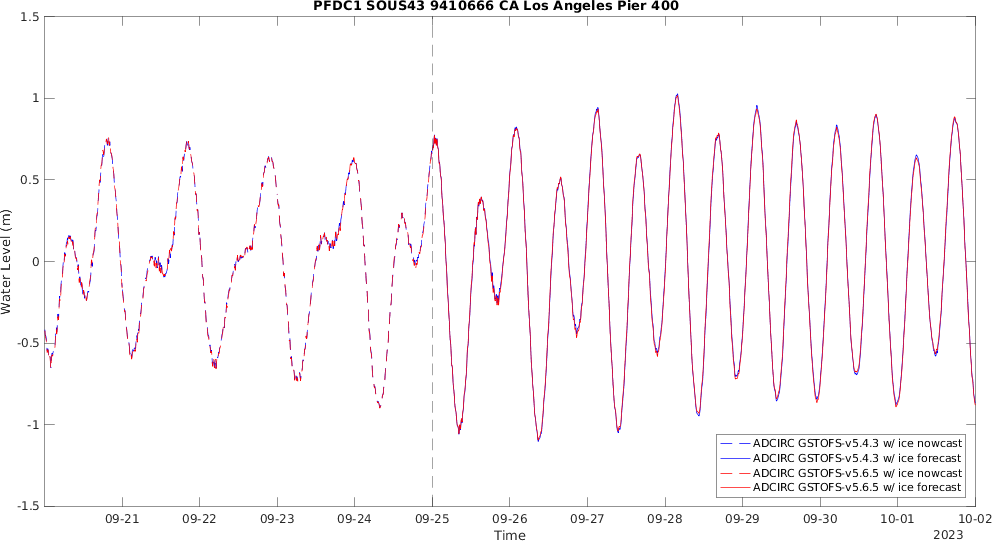 PFDC1 SOUS43 9410666 CA Los Angeles Pier 400
1.5
1
0.5
0
-0.5
-1
-1.5
Water Level (m)
ADCIRC GSTOFS-v5.4.3 w/ ice nowcast
ADCIRC GSTOFS-v5.4.3 w/ ice forecast
ADCIRC GSTOFS-v5.6.5 w/ ice nowcast
ADCIRC GSTOFS-v5.6.5 w/ ice forecast
09-21 09-22 09-23 09-24 09-25 09-26 09-27 09-28 09-29 09-30 10-01 10-02
Time 2023